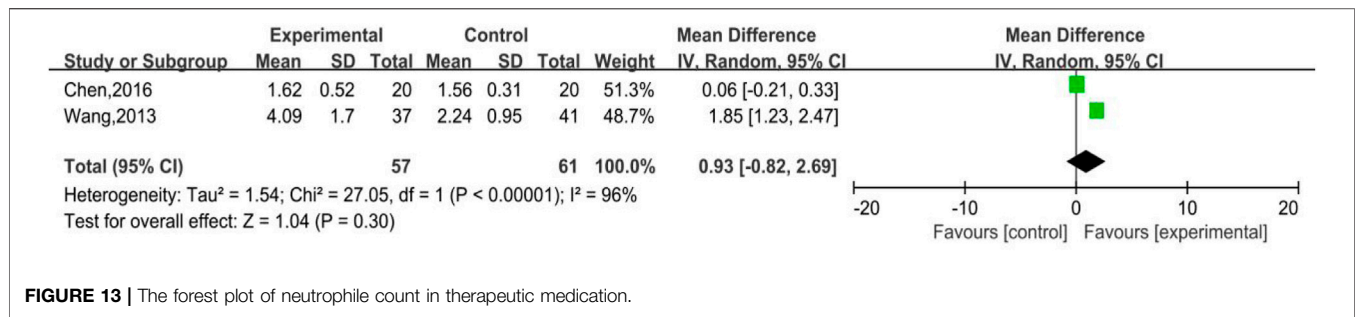 Experimental Control Mean Difference Mean Difference
Study or Subgroup Mean SD Total Mean SD Total Weight IV, Random, 95% CI IV, Random, 95% CI
Chen,2016 1.62 0.52 20 1.56 0.31 20 51.3% 0.06 [-0.21, 0.33]
Wang,2013 4.09 1.7 37 2.24 0.95 41 48.7% 1.85 [1.23, 2.47]
Total (95% CI) 57 61 100.0% 0.93 [-0.82, 2.69]
Heterogeneity: Tau² = 1.54; Chi² = 27.05, df = 1 (P < 0.00001); I² = 96%
Test for overall effect: Z = 1.04 (P = 0.30)
-20 -10 0 10 20
Favours [control] Favours [experimental]
FIGURE 13 | The forest plot of neutrophile count in therapeutic medication.